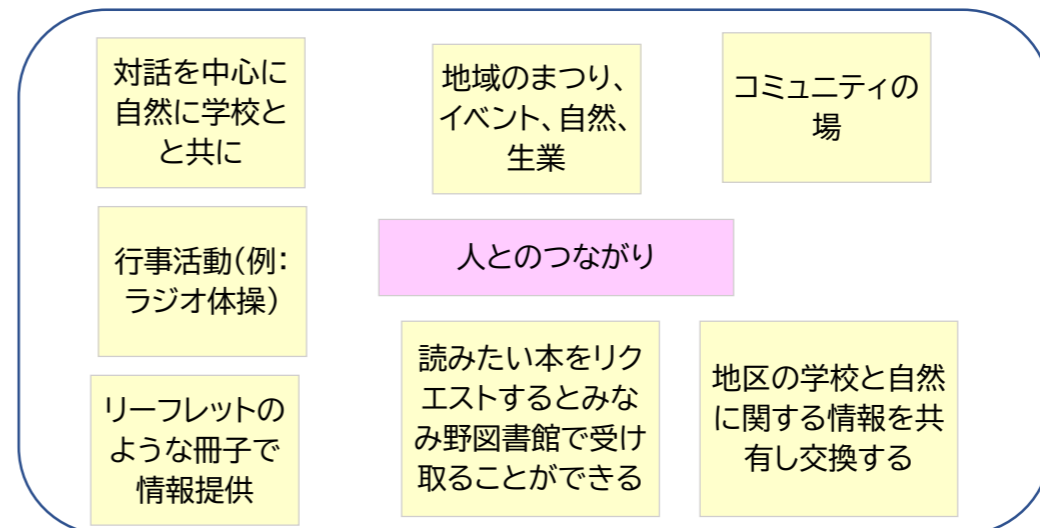 対話を中心に
自然に学校と
と共に
地域のまつり、
イベント、自然、
生業
コミュニティの
場
行事活動(例:
ラジオ体操)
人とのつながり
リーフレットの
ような冊子で
情報提供
読みたい本をリク
エストするとみな
み野図書館で受け
取ることができる
地区の学校と自然
に関する情報を共
有し交換する